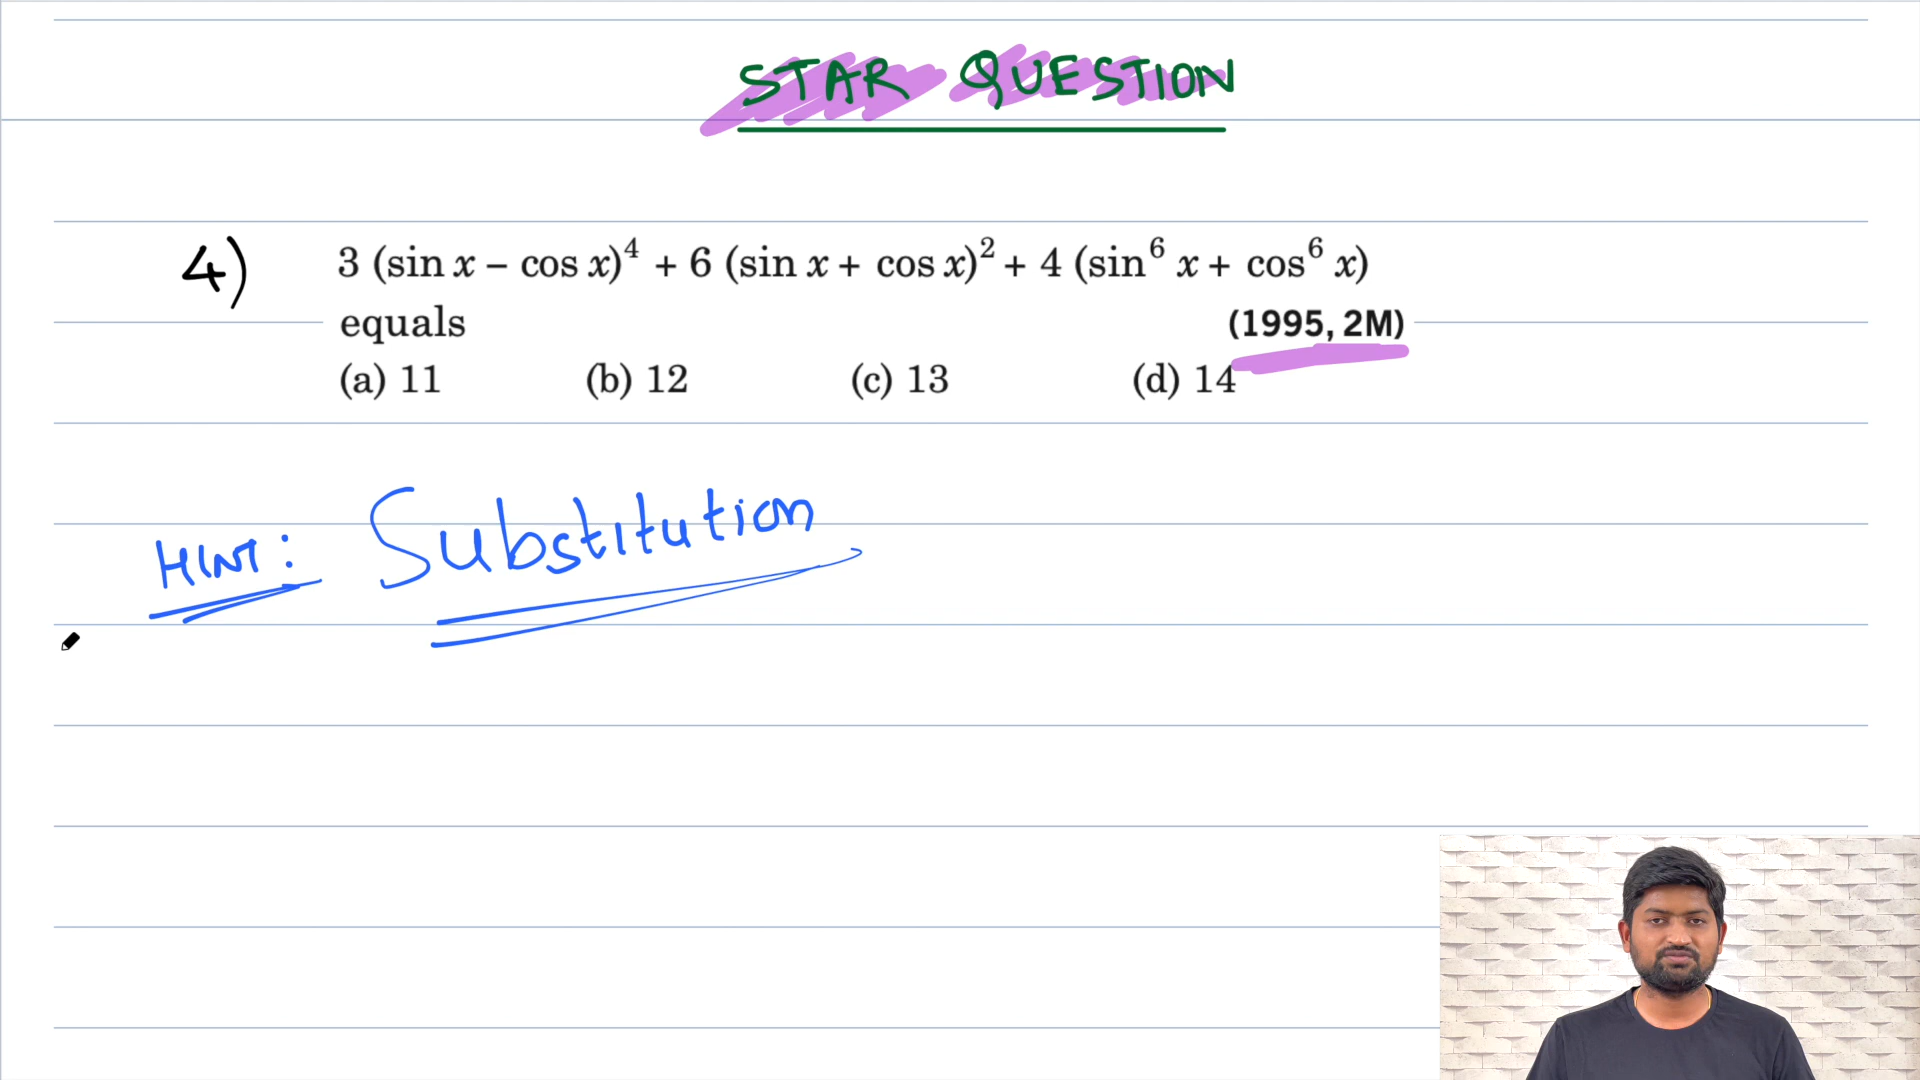 STAR QUESTION
4) 3 (sin x – cos x)⁴ + 6 (sin x + cos x)² + 4 (sin⁶ x + cos⁶ x)
equals (1995, 2M)
(a) 11 (b) 12 (c) 13 (d) 14
HINT: Substitution